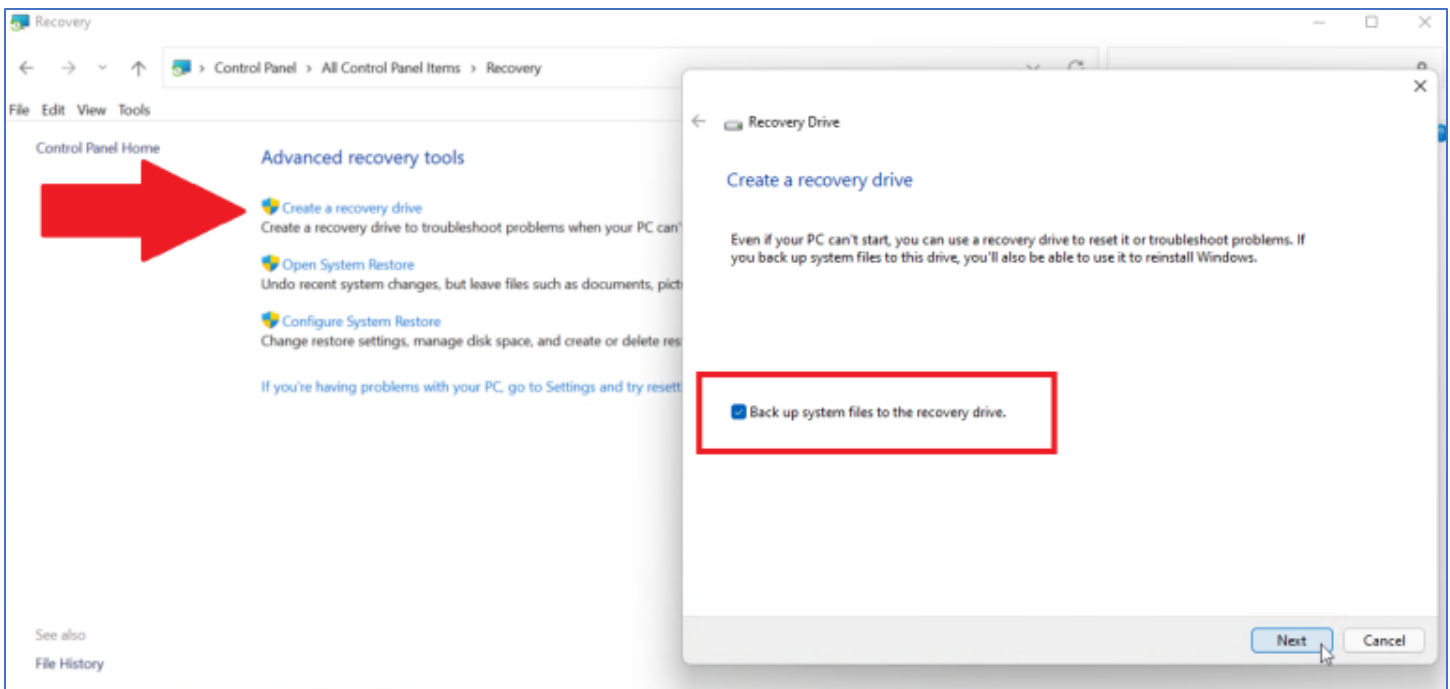 Recovery
Control Panel > All Control Panel Items > Recovery
File Edit View Tools
Control Panel Home
Advanced recovery tools
Create a recovery drive
Create a recovery drive to troubleshoot problems when your PC can'
Open System Restore
Undo recent system changes, but leave files such as documents, pict
Configure System Restore
Change restore settings, manage disk space, and create or delete res
If you're having problems with your PC, go to Settings and try resett
See also
File History
Recovery Drive
Create a recovery drive
Even if your PC can't start, you can use a recovery drive to reset it or troubleshoot problems. If
you back up system files to this drive, you'll also be able to use it to reinstall Windows.
Back up system files to the recovery drive.
Next Cancel